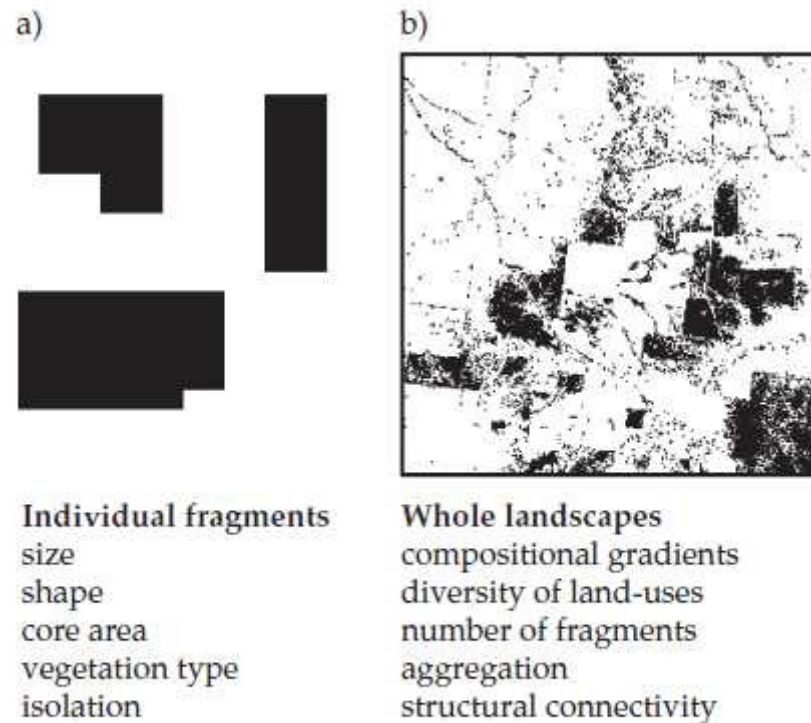 a)
b)
Individual fragments
size
shape
core area
vegetation type
isolation
Whole landscapes
compositional gradients
diversity of land-uses
number of fragments
aggregation
structural connectivity